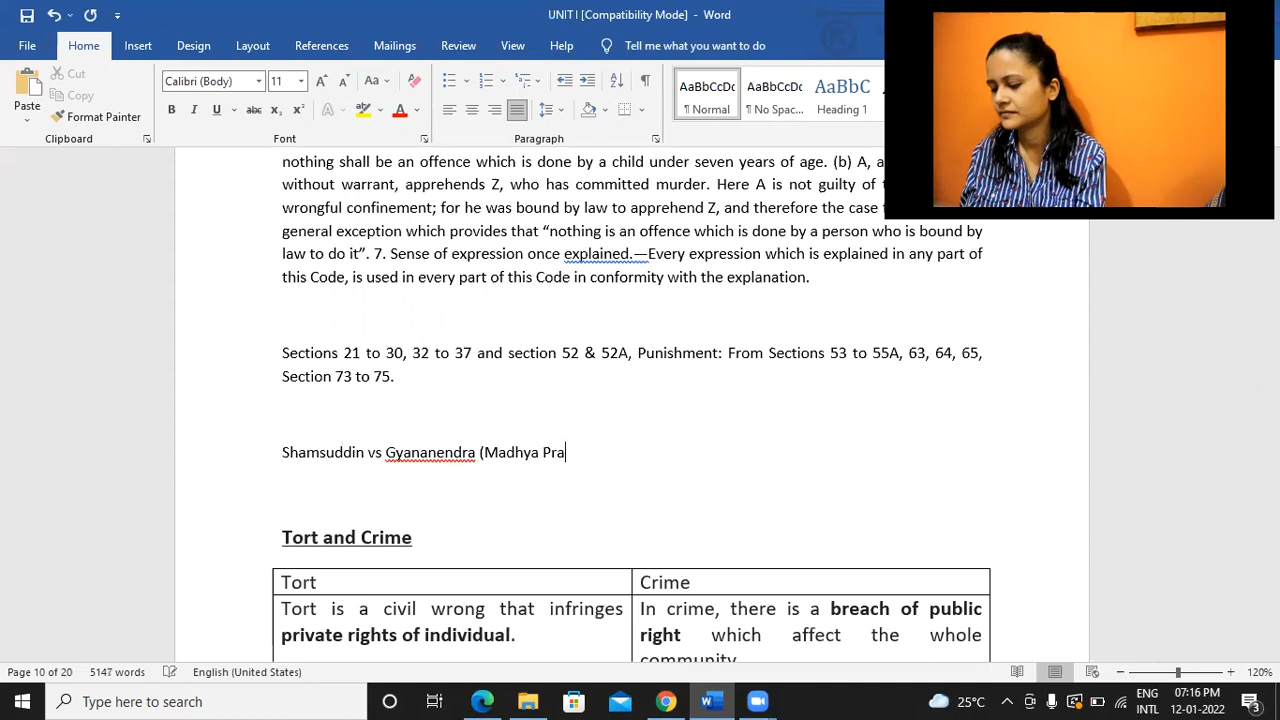 UNIT I [Compatibility Mode] - Word
File Home Insert Design Layout References Mailings Review View Help Tell me what you want to do
Paste
Cut
Copy
Format Painter
Calibri (Body) 11
Aa
AaBbCcDc AaBbCcDc AaBbC
¶ Normal ¶ No Spac... Heading 1
B I U abc x₂ x² A A
Clipboard Font Paragraph
nothing shall be an offence which is done by a child under seven years of age. (b) A, a
without warrant, apprehends Z, who has committed murder. Here A is not guilty of
wrongful confinement; for he was bound by law to apprehend Z, and therefore the case
general exception which provides that “nothing is an offence which is done by a person who is bound by
law to do it”. 7. Sense of expression once explained.—Every expression which is explained in any part of
this Code, is used in every part of this Code in conformity with the explanation.
Sections 21 to 30, 32 to 37 and section 52 & 52A, Punishment: From Sections 53 to 55A, 63, 64, 65,
Section 73 to 75.
Shamsuddin vs Gyananendra (Madhya Pra
Tort and Crime
Tort Crime
Tort is a civil wrong that infringes
private rights of individual.
In crime, there is a breach of public
right which affect the whole
community
Page 10 of 20 5147 words English (United States) 120%
Type here to search
25°C
ENG
INTL
07:16 PM
12-01-2022
3